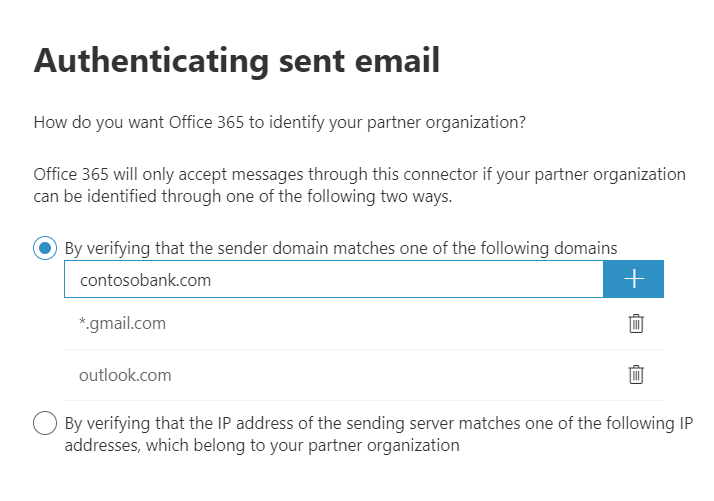 Authenticating sent email
How do you want Office 365 to identify your partner organization?
Office 365 will only accept messages through this connector if your partner organization
can be identified through one of the following two ways.
By verifying that the sender domain matches one of the following domains
contosobank.com
*.gmail.com
outlook.com
By verifying that the IP address of the sending server matches one of the following IP
addresses, which belong to your partner organization